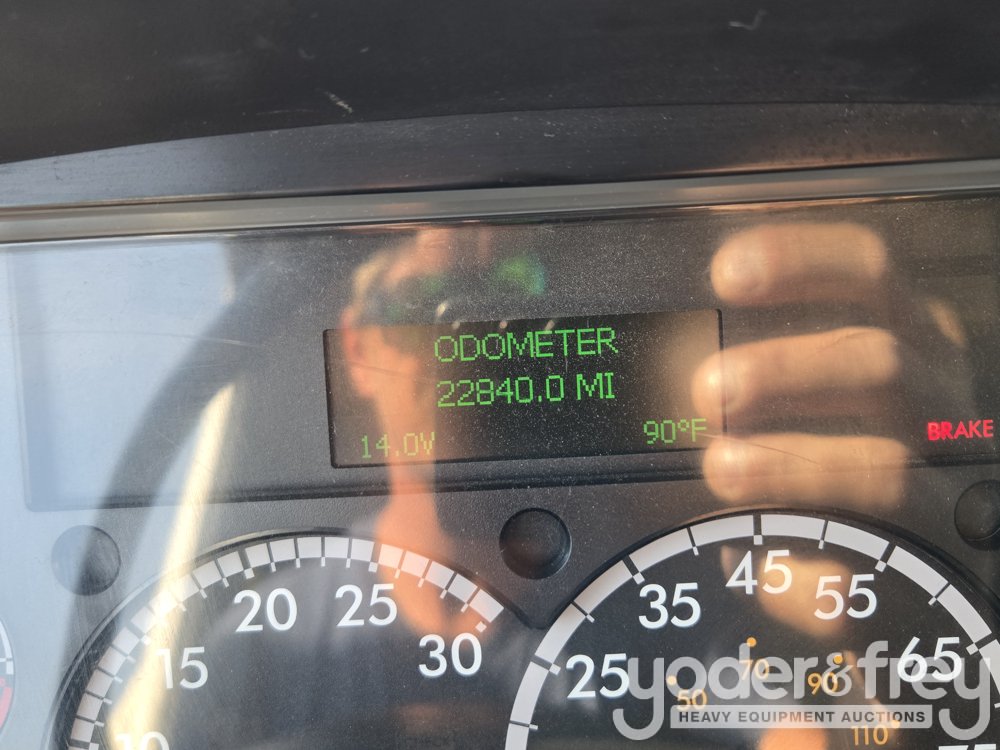 ODOMETER
22840.0 MI
14.0V 90°F
BRAKE
20 25
15 30
10
45
35 55
25 65
70 90
50
110
yoder&frey
HEAVY EQUIPMENT AUCTIONS